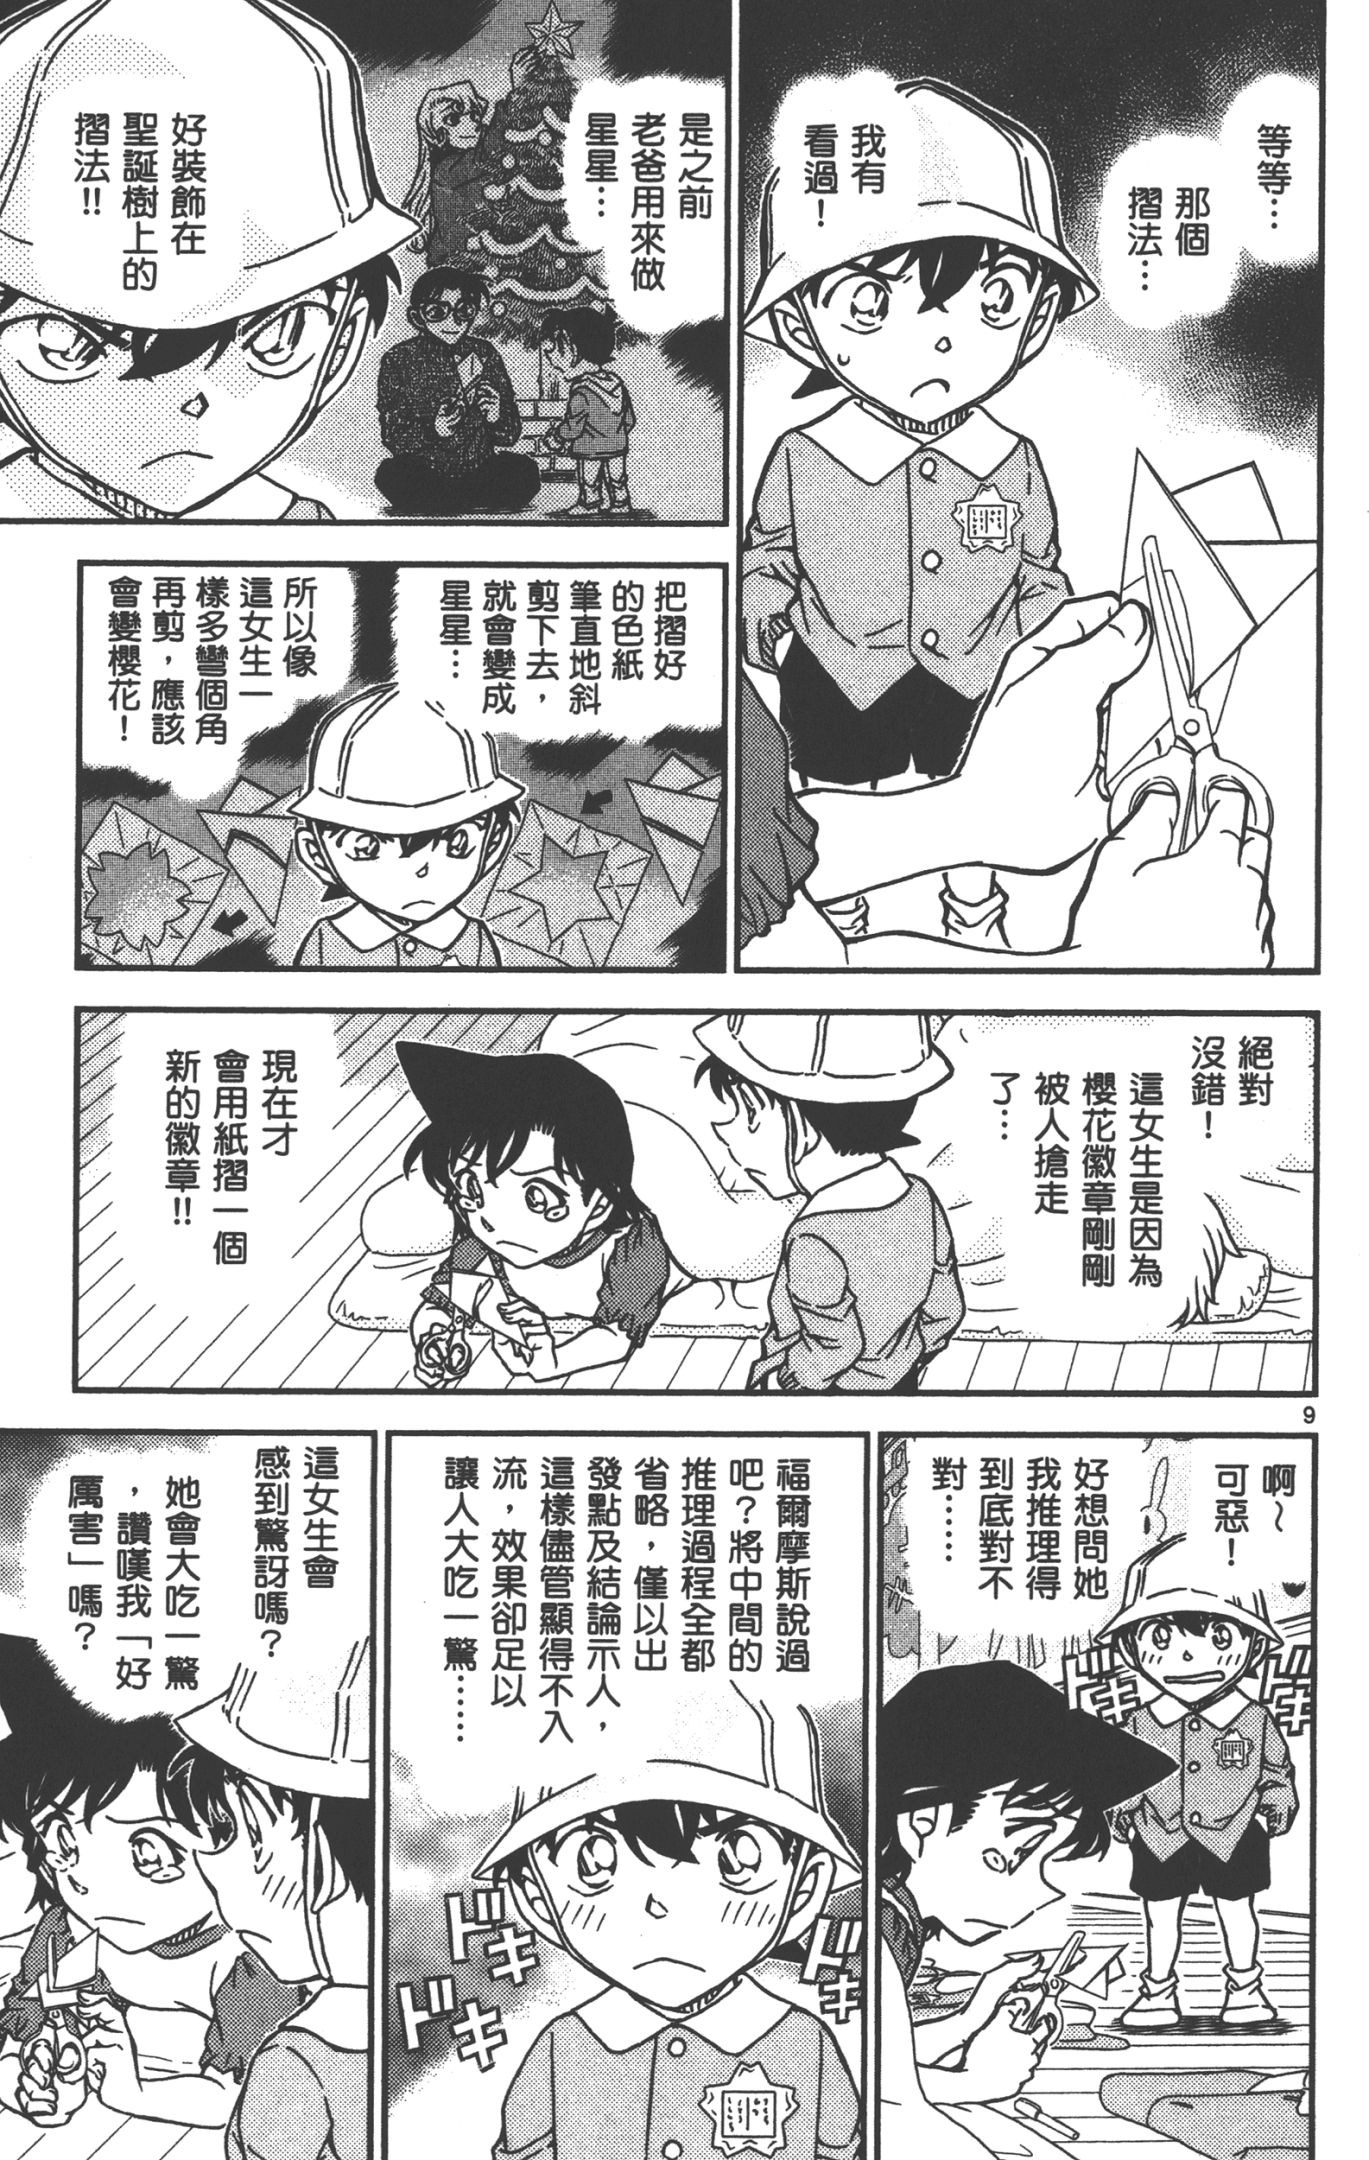 等等⋯
那個
摺法⋯
我有
看過！
是之前
老爸用來做
星星⋯
好裝飾在
聖誕樹上的
摺法!!
把摺好
的色紙
筆直地斜
剪下去，
就會變成
星星⋯
所以像
這女生一
樣多彎個角
再剪，應該
會變櫻花！
絕對
沒錯！
這女生是因為
櫻花徽章剛剛
被人搶走
了⋯
現在才
會用紙摺一個
新的徽章!!
9
啊～
可惡！
好想問她
我推理得
到底對不
對⋯⋯
ドキ
ドキ
福爾摩斯說過
吧？將中間的
推理過程全都
省略，僅以出
發點及結論示人，
這樣儘管顯得不入
流，效果卻足以
讓人大吃一驚⋯⋯
ドキ
ドキ
ドキ
這女生會
感到驚訝嗎？
她會大吃一驚
，讚嘆我「好
厲害」嗎？